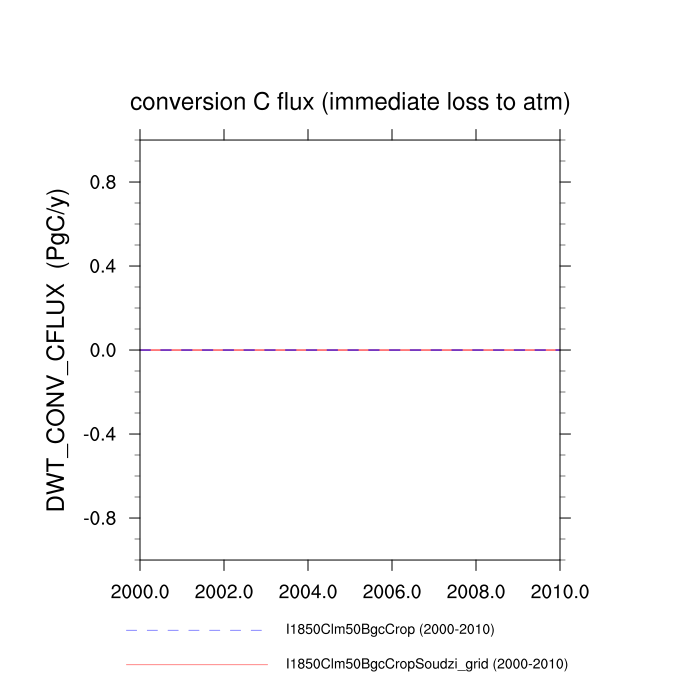 conversion C flux (immediate loss to atm)
DWT_CONV_CFLUX (PgC/y)
0.8
0.4
0.0
-0.4
-0.8
2000.0 2002.0 2004.0 2006.0 2008.0 2010.0
I1850Clm50BgcCrop (2000-2010)
I1850Clm50BgcCropSoudzi_grid (2000-2010)